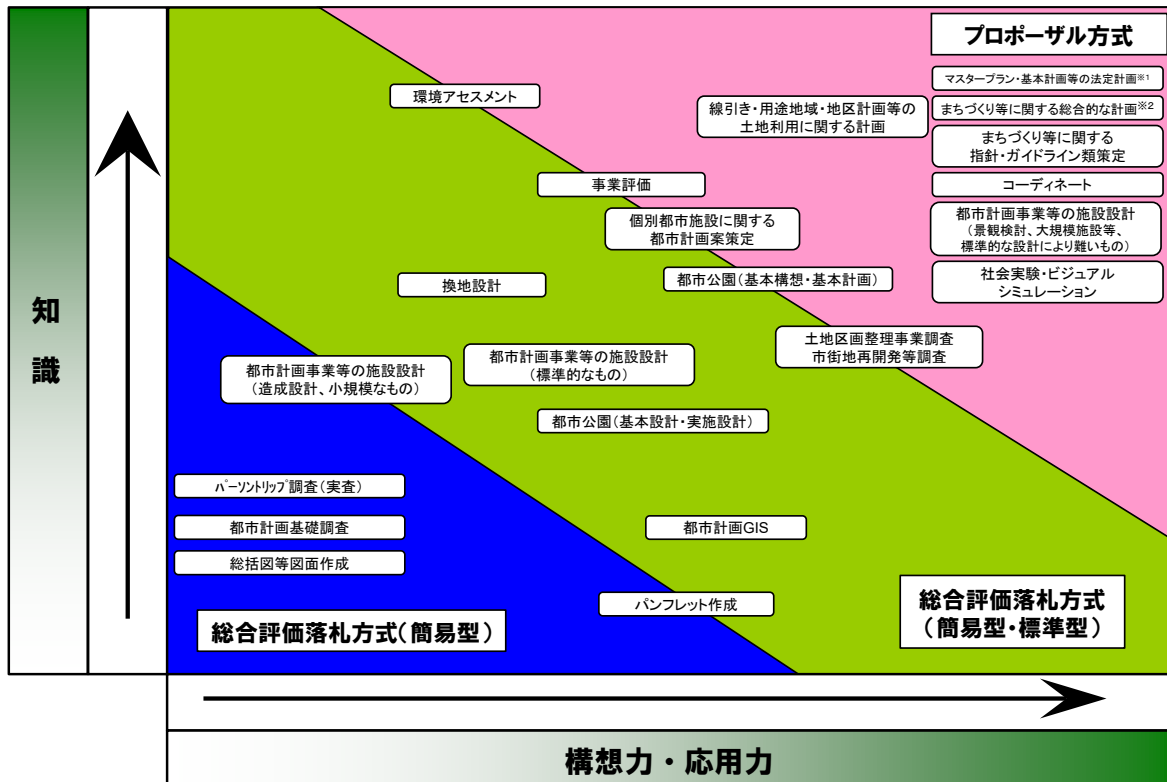 プロポーザル方式
マスタープラン・基本計画等の法定計画※1
まちづくり等に関する総合的な計画※2
まちづくり等に関する
指針・ガイドライン類策定
コーディネート
都市計画事業等の施設設計
(景観検討、大規模施設等、
標準的な設計により難いもの)
社会実験・ビジュアル
シミュレーション
環境アセスメント
線引き・用途地域・地区計画等の
土地利用に関する計画
事業評価
個別都市施設に関する
都市計画案策定
換地設計
都市公園(基本構想・基本計画)
土地区画整理事業調査
市街地再開発等調査
都市計画事業等の施設設計
(造成設計、小規模なもの)
都市計画事業等の施設設計
(標準的なもの)
都市公園(基本設計・実施設計)
パーソントリップ調査(実査)
都市計画基礎調査
総括図等図面作成
都市計画GIS
パンフレット作成
総合評価落札方式(簡易型)
総合評価落札方式
(簡易型・標準型)
知
識
構想力・応用力